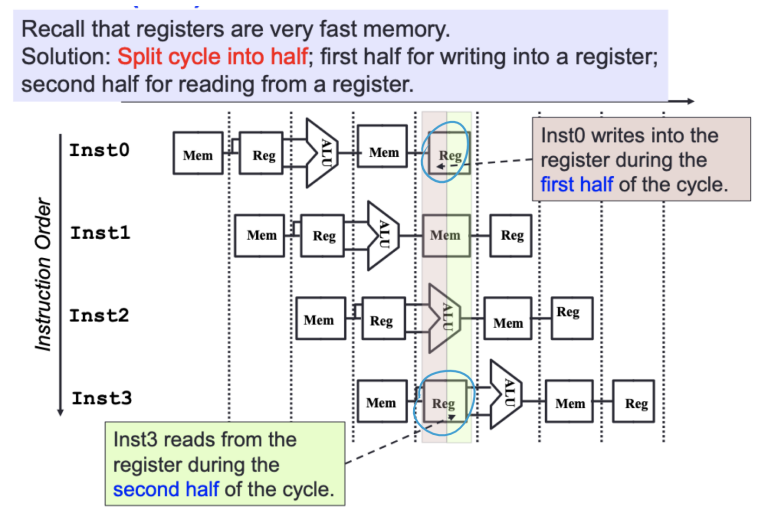 Recall that registers are very fast memory.
Solution: Split cycle into half; first half for writing into a register;
second half for reading from a register.
Instruction Order
Inst0
Mem
Reg
ALU
Mem
Reg
Inst0 writes into the
register during the
first half of the cycle.
Inst1
Mem
Reg
ALU
Mem
Reg
Inst2
Mem
Reg
ALU
Mem
Reg
Inst3
Mem
Reg
ALU
Mem
Reg
Inst3 reads from the
register during the
second half of the cycle.